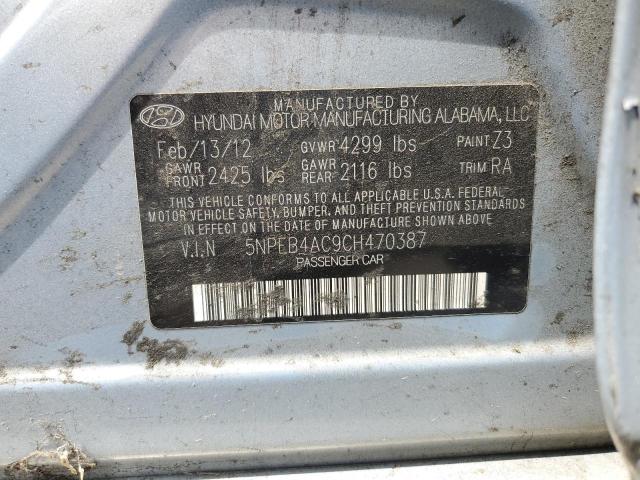 MANUFACTURED BY
HYUNDAI MOTOR MANUFACTURING ALABAMA, LLC
Feb/13/12 GVWR 4299 lbs PAINT Z3
GAWR FRONT 2425 lbs GAWR REAR 2116 lbs TRIM RA
THIS VEHICLE CONFORMS TO ALL APPLICABLE U.S.A. FEDERAL
MOTOR VEHICLE SAFETY, BUMPER, AND THEFT PREVENTION STANDARDS
IN EFFECT ON THE DATE OF MANUFACTURE SHOWN ABOVE.
V.I.N 5NPEB4AC9CH470387
PASSENGER CAR